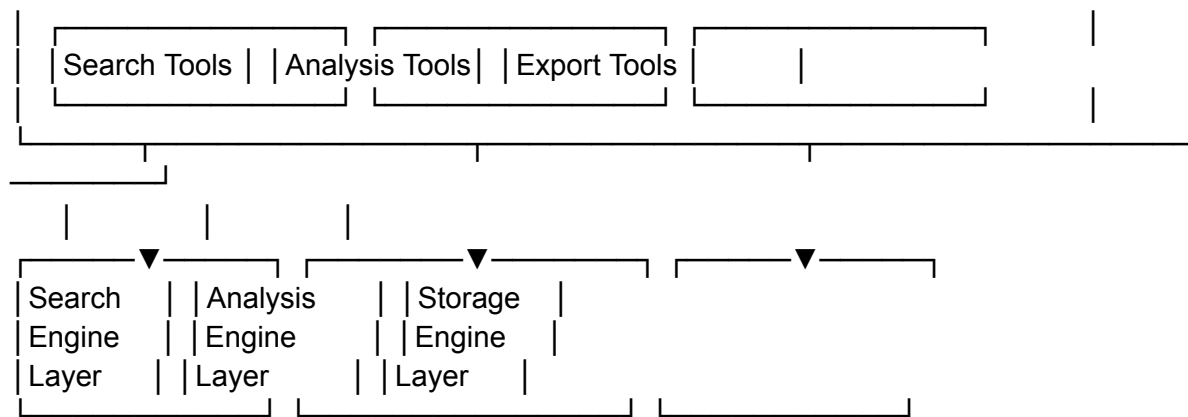 Search Tools Analysis Tools Export Tools
Search Analysis Storage
Engine Engine Engine
Layer Layer Layer